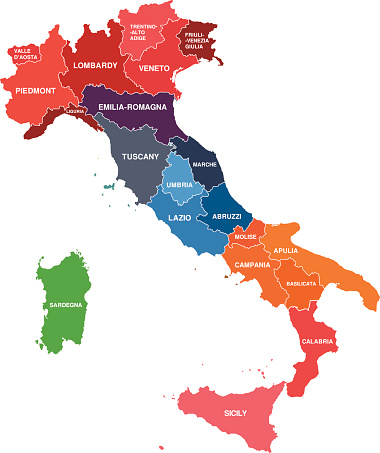 TRENTINO-
-ALTO
ADIGE
FRIULI-
-VENEZIA
GIULIA
VALLE
D'AOSTA
LOMBARDY
VENETO
PIEDMONT
EMILIA-ROMAGNA
LIGURIA
TUSCANY
MARCHE
UMBRIA
LAZIO
ABRUZZI
MOLISE
APULIA
CAMPANIA
BASILICATA
SARDEGNA
CALABRIA
SICILY